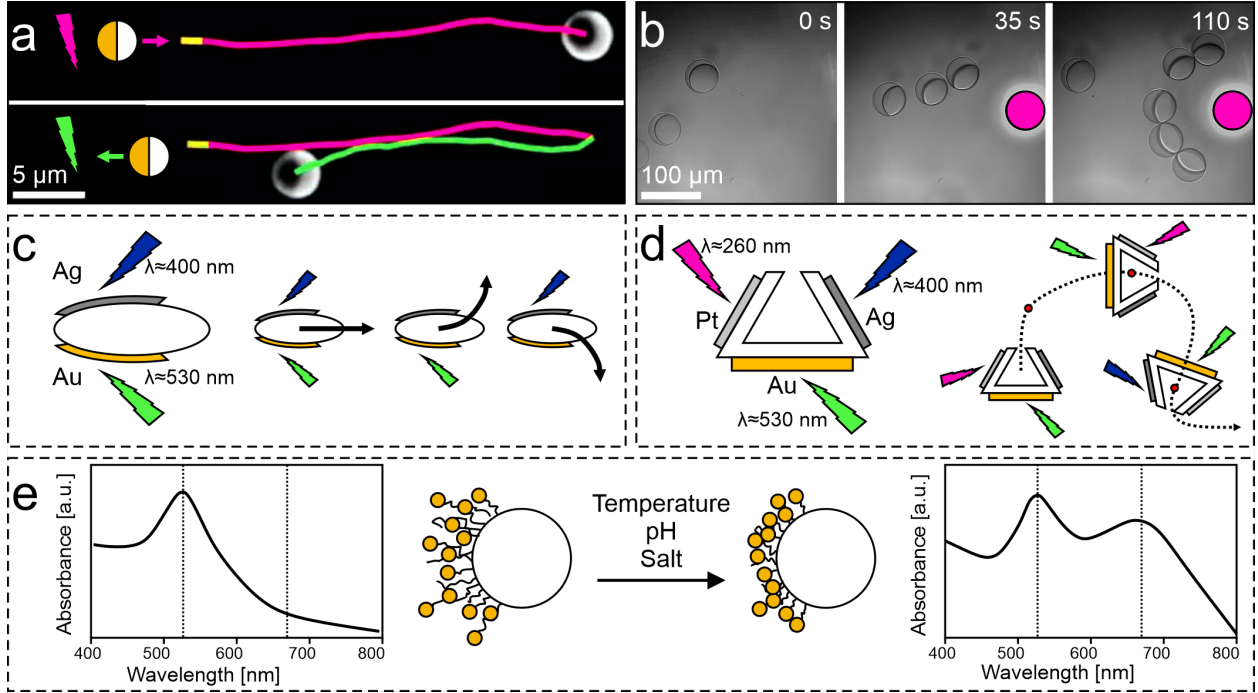 a
5 µm
b
0 s
35 s
110 s
100 µm
c
Ag
λ≈400 nm
Au
λ≈530 nm
d
λ≈260 nm
λ≈400 nm
Pt
Ag
Au
λ≈530 nm
e
Absorbance [a.u.]
400 500 600 700 800
Wavelength [nm]
Temperature
pH
Salt
Absorbance [a.u.]
400 500 600 700 800
Wavelength [nm]